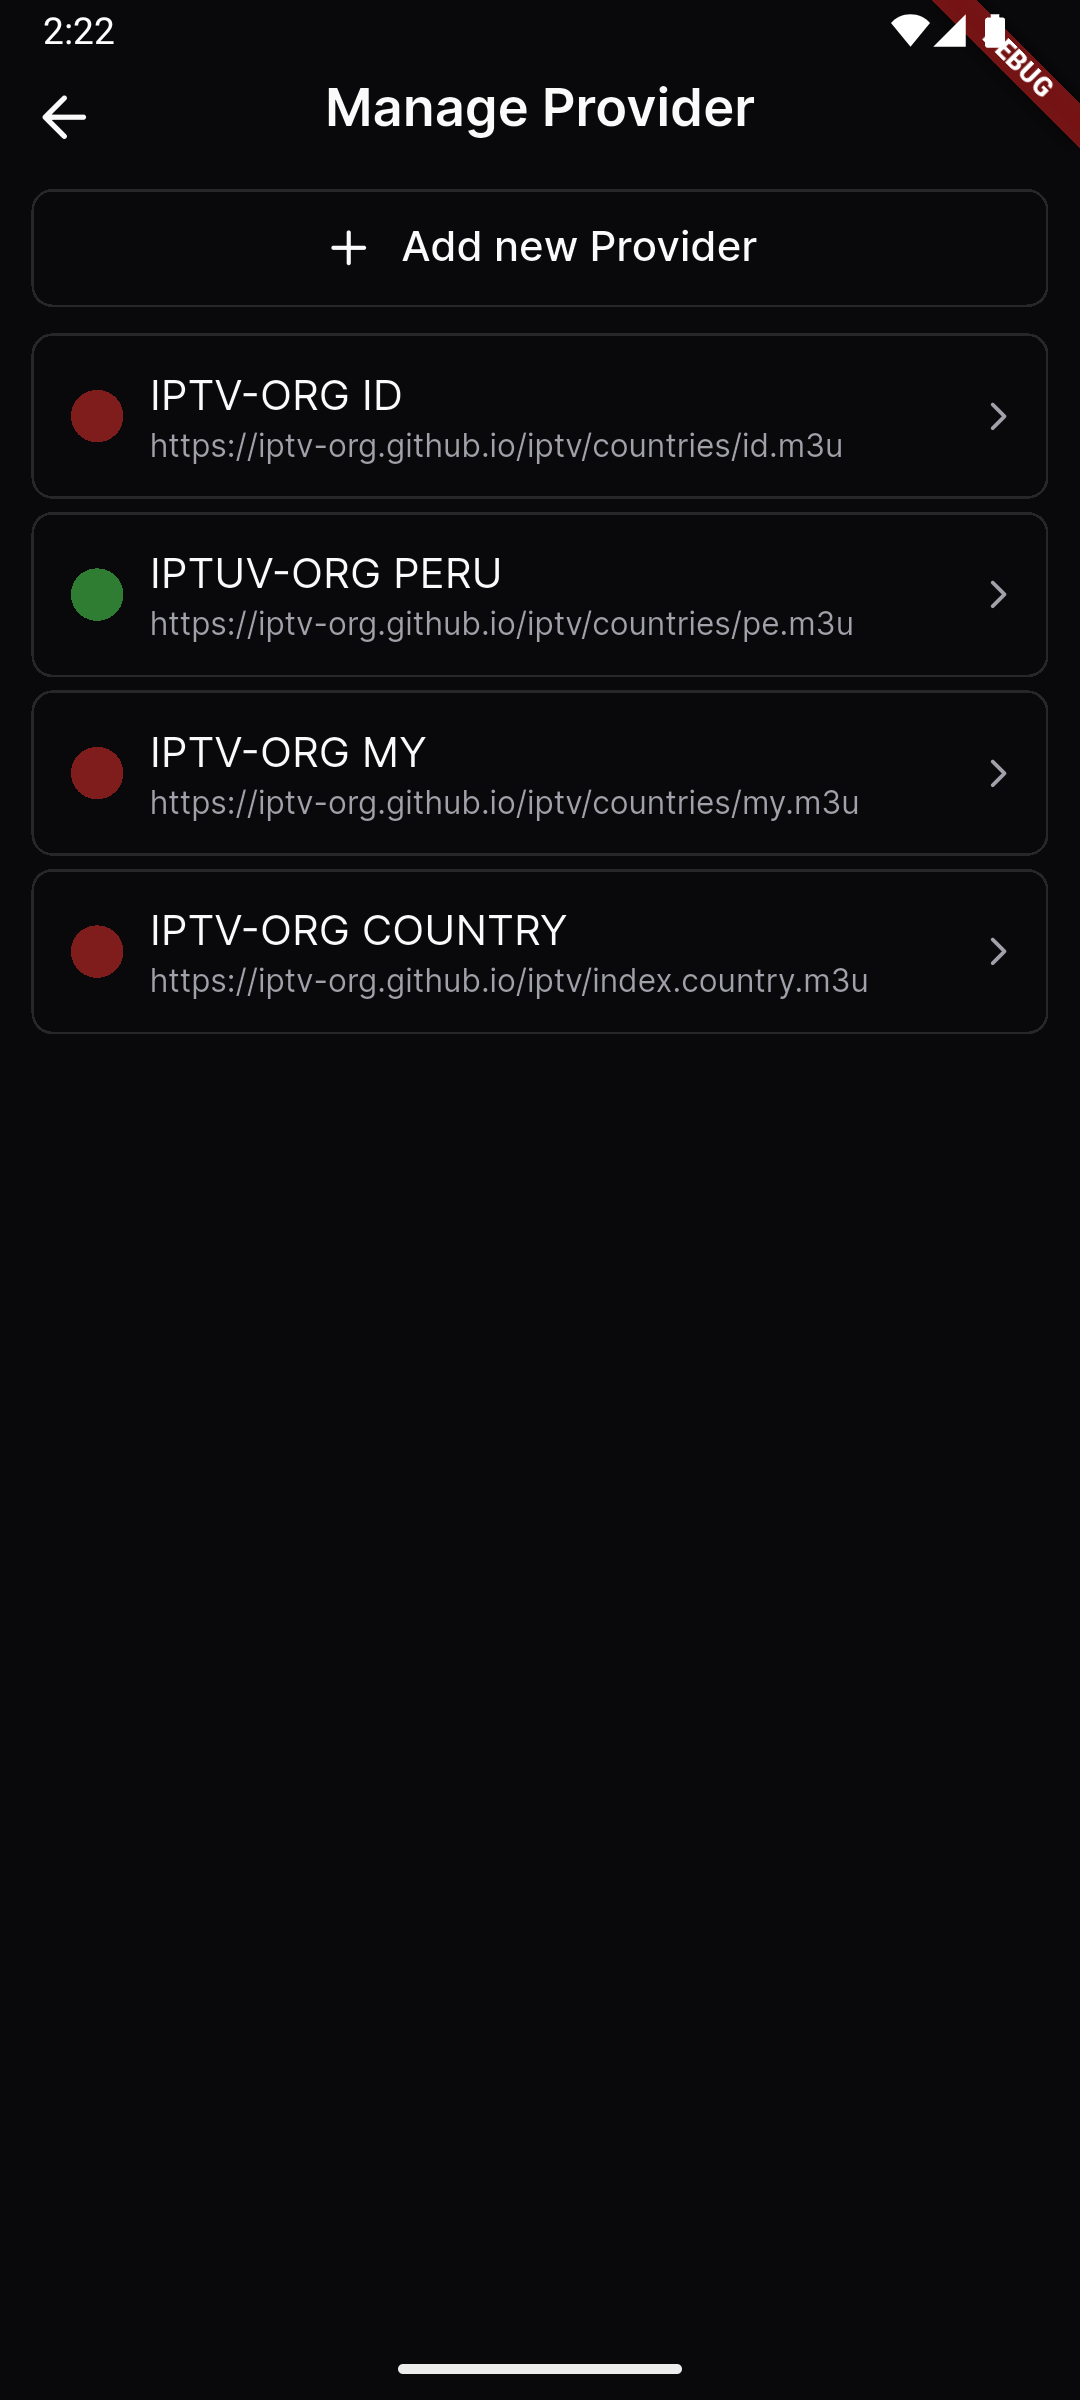 2:22
EBUG
Manage Provider
Add new Provider
IPTV-ORG ID
https://iptv-org.github.io/iptv/countries/id.m3u
IPTUV-ORG PERU
https://iptv-org.github.io/iptv/countries/pe.m3u
IPTV-ORG MY
https://iptv-org.github.io/iptv/countries/my.m3u
IPTV-ORG COUNTRY
https://iptv-org.github.io/iptv/index.country.m3u